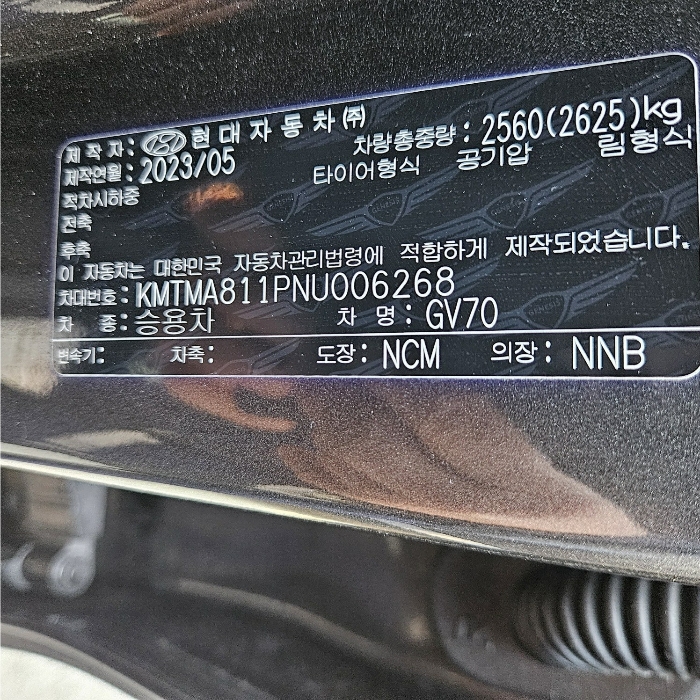 제 작 자: 현대자동차㈜ 차량총중량: 2560(2625)kg
제작연월: 2023/05 타이어형식 공기압 림형식
적차시하중
전축
후축
이 자동차는 대한민국 자동차관리법령에 적합하게 제작되었습니다.
차대번호: KMTMA811PNU006268
차 종: 승용차 차 명: GV70
변속기: 차축: 도장: NCM 의장: NNB